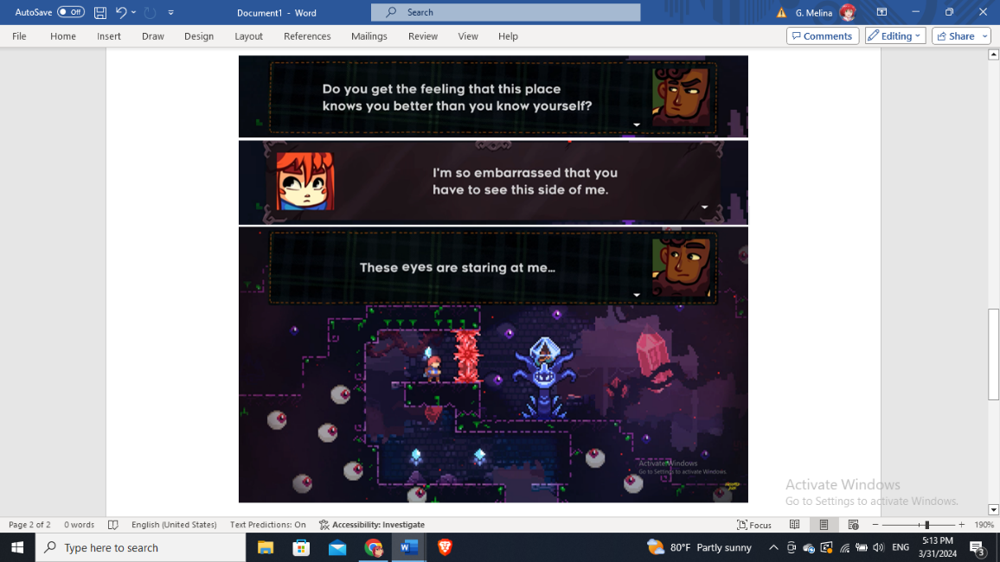 AutoSave Off Document1 - Word Search G. Melina
File Home Insert Draw Design Layout References Mailings Review View Help Comments Editing Share
Do you get the feeling that this place
knows you better than you know yourself?
I'm so embarrassed that you
have to see this side of me.
These eyes are staring at me...
Activate Windows
Go to Settings to activate Windows.
Activate Windows
Go to Settings to activate Windows.
Page 2 of 2 0 words English (United States) Text Predictions: On Accessibility: Investigate Focus 190%
Type here to search 80°F Partly sunny ENG 5:13 PM
3/31/2024 3